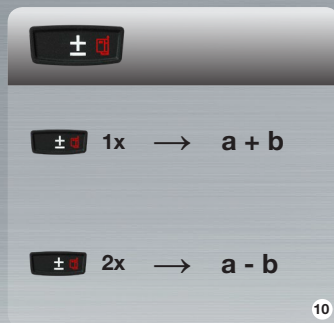 ±
± 1x → a + b
± 2x → a - b
10